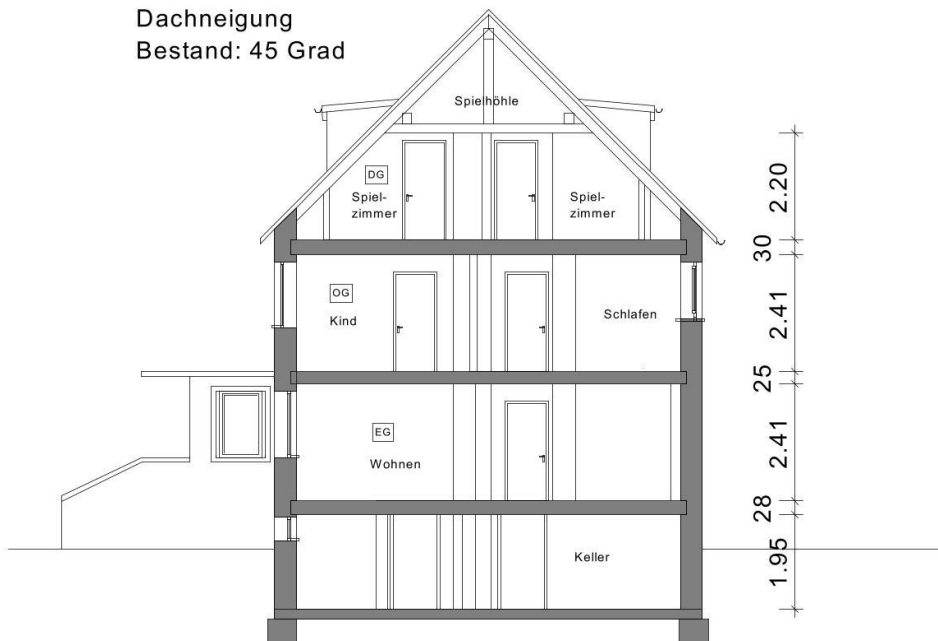 Dachneigung
Bestand: 45 Grad
Spielhöhle
DG
Spiel-
zimmer
Spiel-
zimmer
2.20
30
OG
Kind
Schlafen
2.41
25
EG
Wohnen
2.41
28
Keller
1.95